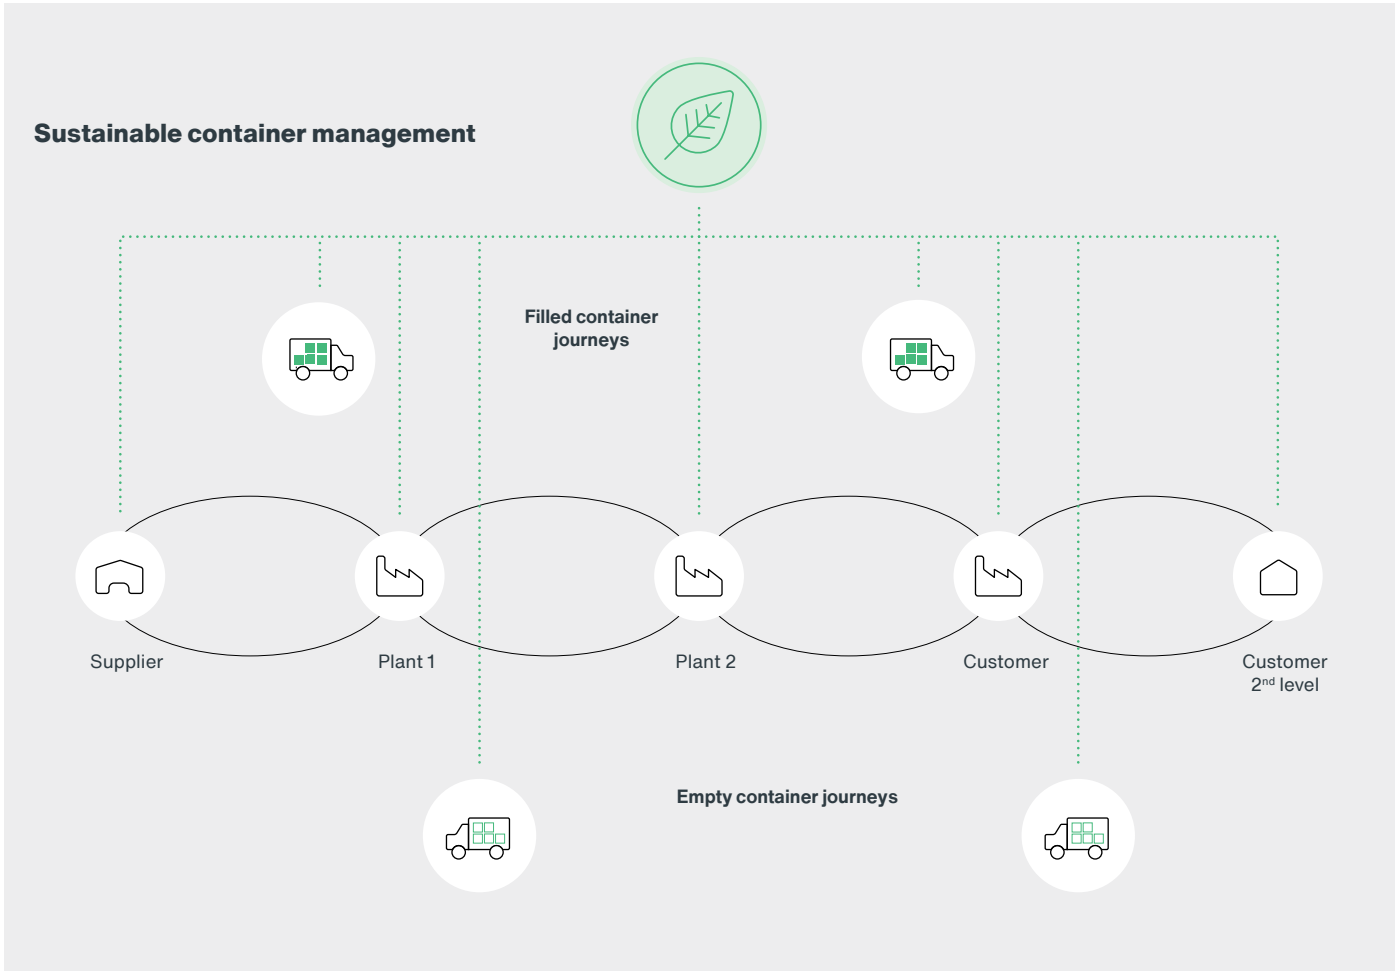 Sustainable container management
Filled container
journeys
Supplier
Plant 1
Plant 2
Customer
Customer
2nd level
Empty container journeys